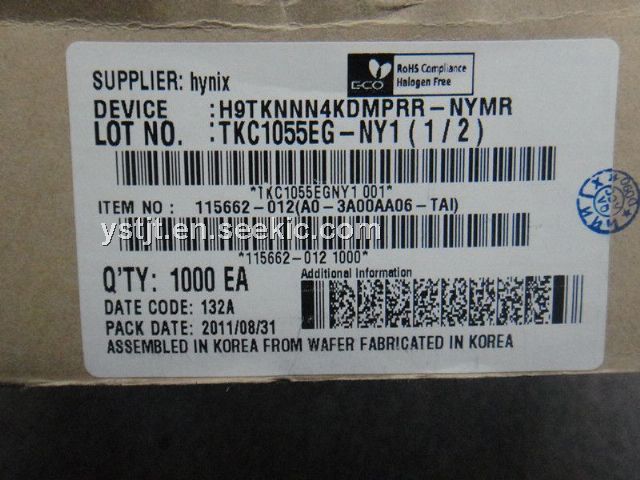 SUPPLIER: hynix
E-CO
RoHS Compliance
Halogen Free
DEVICE :H9TKNNN4KDMPRR-NYMR
LOT NO. :TKC1055EG-NY1(1/2)
*TKC1055EGNY1 001*
ITEM NO : 115662-012(A0-3A00AA06-TAI)
ystjt.en.seekic.com
*115662-012 1000*
Q'TY: 1000 EA
Additional Information
DATE CODE: 132A
PACK DATE: 2011/08/31
ASSEMBLED IN KOREA FROM WAFER FABRICATED IN KOREA